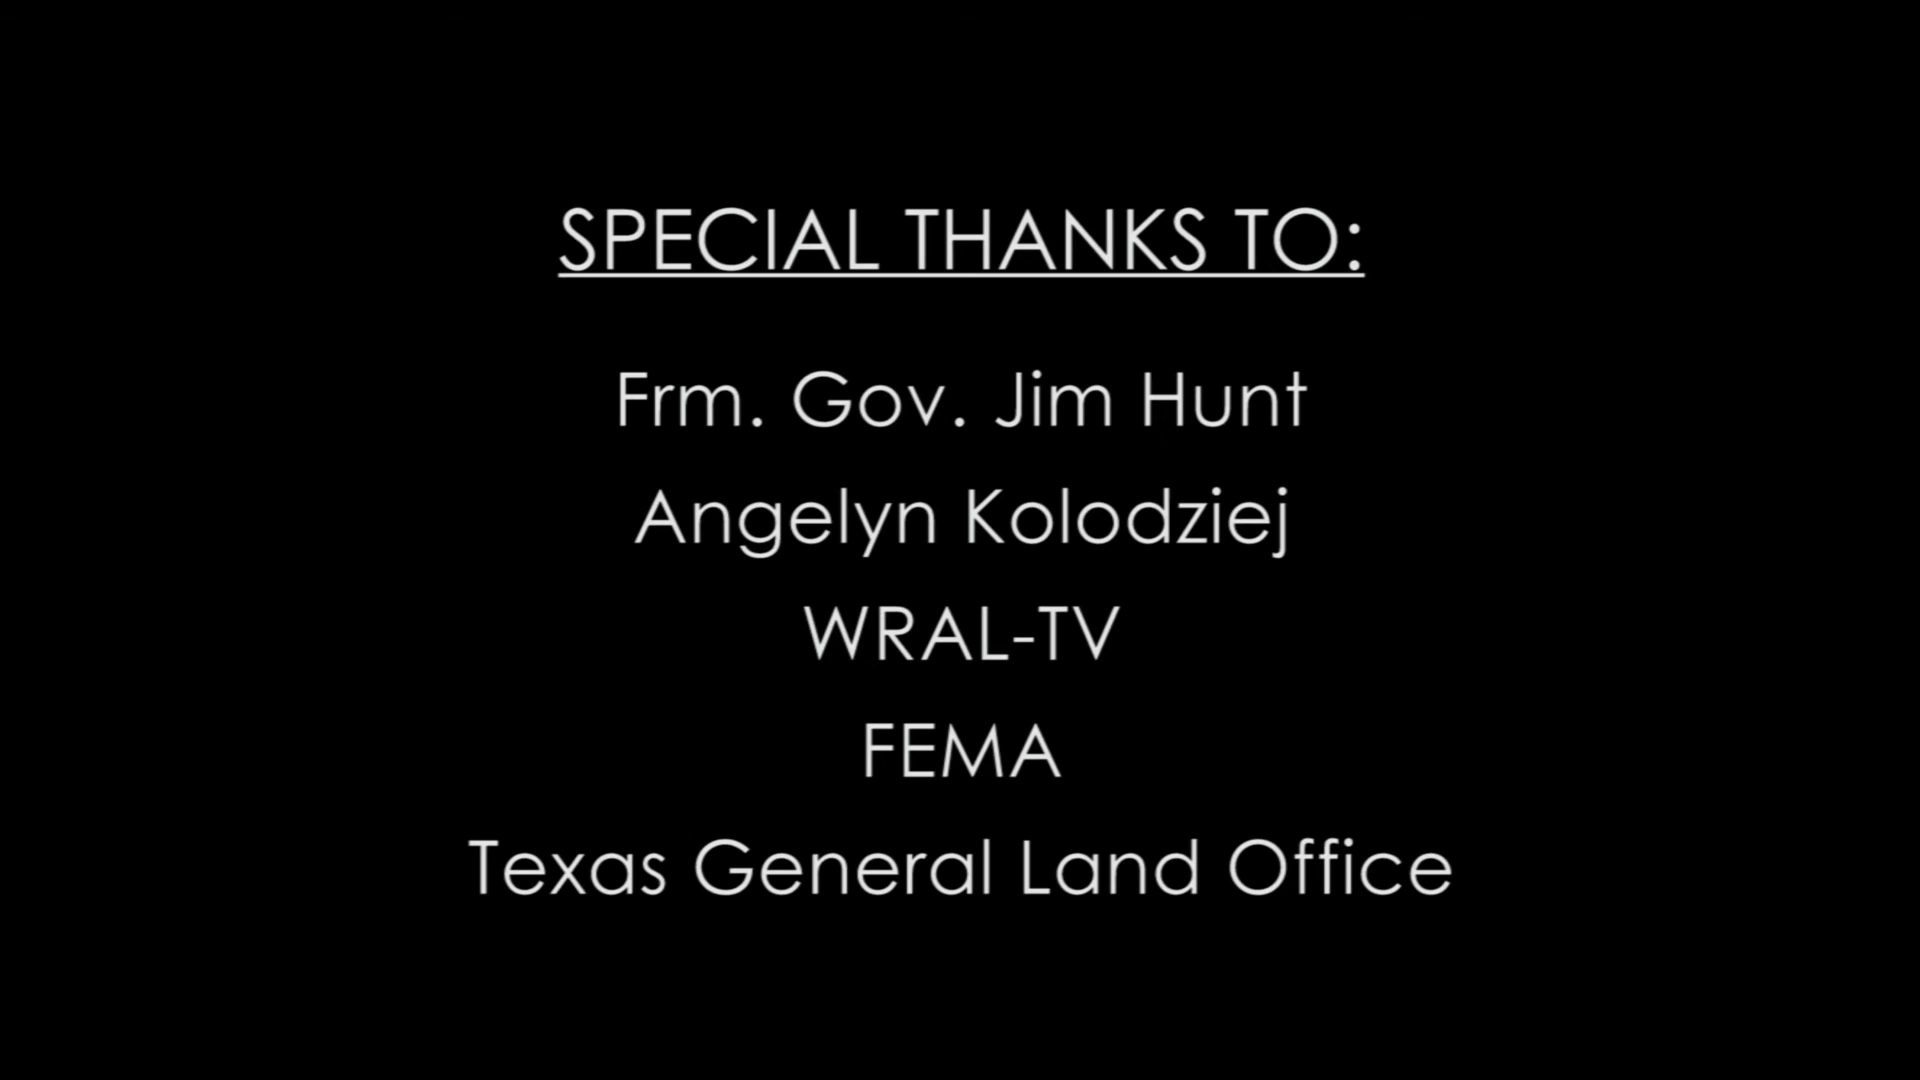 SPECIAL THANKS TO:
Frm. Gov. Jim Hunt
Angelyn Kolodziej
WRAL-TV
FEMA
Texas General Land Office